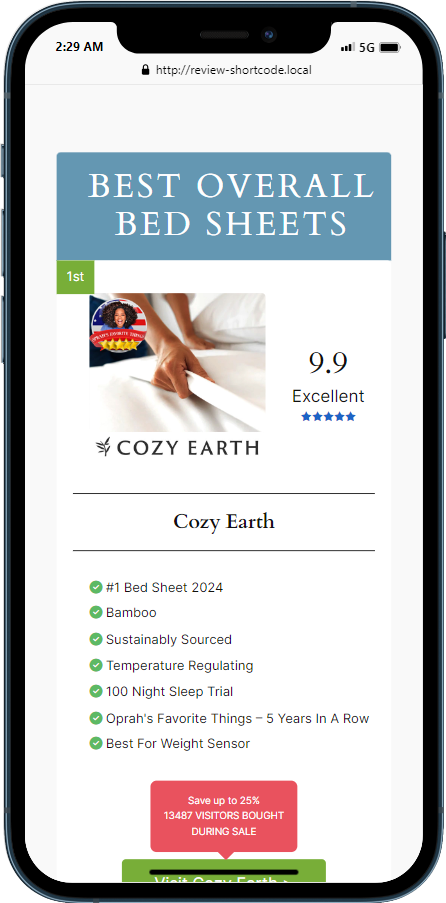 2:29 AM
5G
http://review-shortcode.local
BEST OVERALL
BED SHEETS
1st
OPRAH'S FAVORITE THINGS
9.9
Excellent
COZY EARTH
Cozy Earth
#1 Bed Sheet 2024
Bamboo
Sustainably Sourced
Temperature Regulating
100 Night Sleep Trial
Oprah's Favorite Things – 5 Years In A Row
Best For Weight Sensor
Save up to 25%
13487 VISITORS BOUGHT
DURING SALE
Visit Cozy Earth